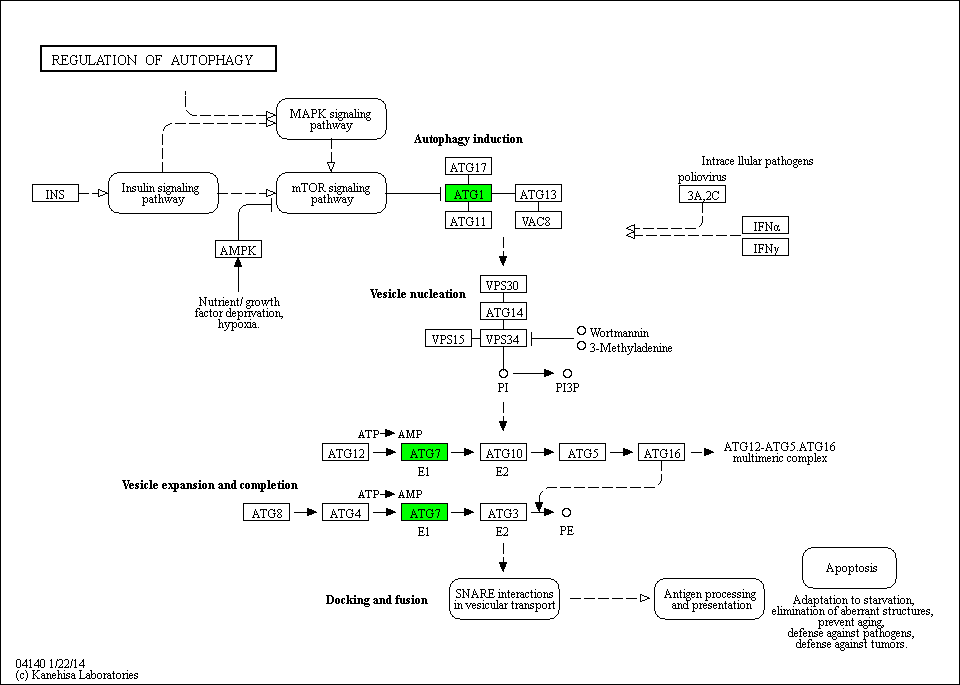 REGULATION OF AUTOPHAGY
MAPK signaling
pathway
Autophagy induction
ATG17
Intrace llular pathogens
poliovirus
INS
Insulin signaling
pathway
mTOR signaling
pathway
ATG1
ATG13
3A,2C
ATG11
VAC8
IFNα
IFNγ
AMPK
Nutrient/ growth
factor deprivation,
hypoxia.
Vesicle nucleation
VPS30
ATG14
VPS15
VPS34
Wortmannin
3-Methyladenine
PI
PI3P
ATP
AMP
ATG12
ATG7
ATG10
ATG5
ATG16
ATG12-ATG5.ATG16
multimeric complex
E1
E2
Vesicle expansion and completion
ATP
AMP
ATG8
ATG4
ATG7
ATG3
E1
E2
PE
Docking and fusion
SNARE interactions
in vesicular transport
Antigen processing
and presentation
Apoptosis
Adaptation to starvation,
elimination of aberrant structures,
prevent aging,
defense against pathogens,
defense against tumors.
04140 1/22/14
(c) Kanehisa Laboratories